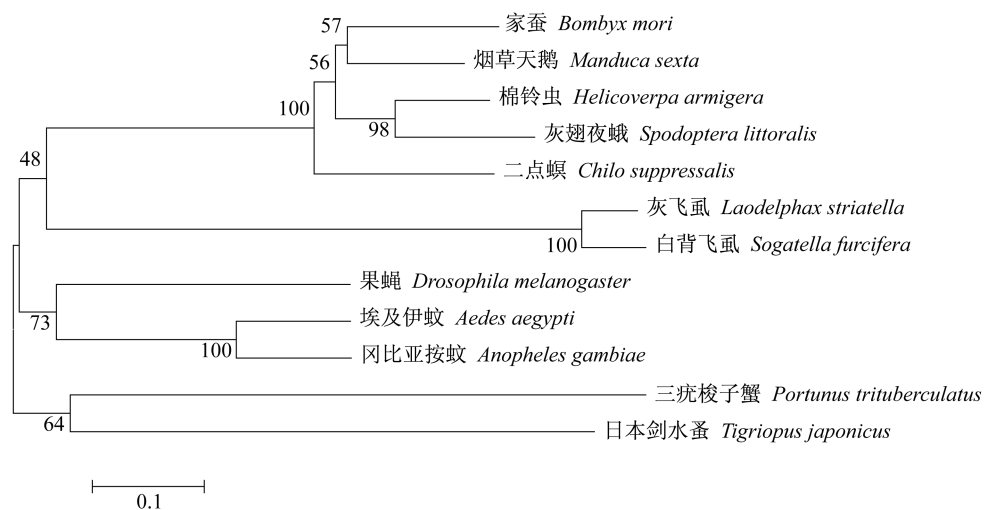 57
家蚕 Bombyx mori
56
烟草天鹅 Manduca sexta
棉铃虫 Helicoverpa armigera
100
98
灰翅夜蛾 Spodoptera littoralis
48
二点螟 Chilo suppressalis
灰飞虱 Laodelphax striatella
100
白背飞虱 Sogatella furcifera
果蝇 Drosophila melanogaster
73
埃及伊蚊 Aedes aegypti
100
冈比亚按蚊 Anopheles gambiae
三疣梭子蟹 Portunus trituberculatus
64
日本剑水蚤 Tigriopus japonicus
0.1